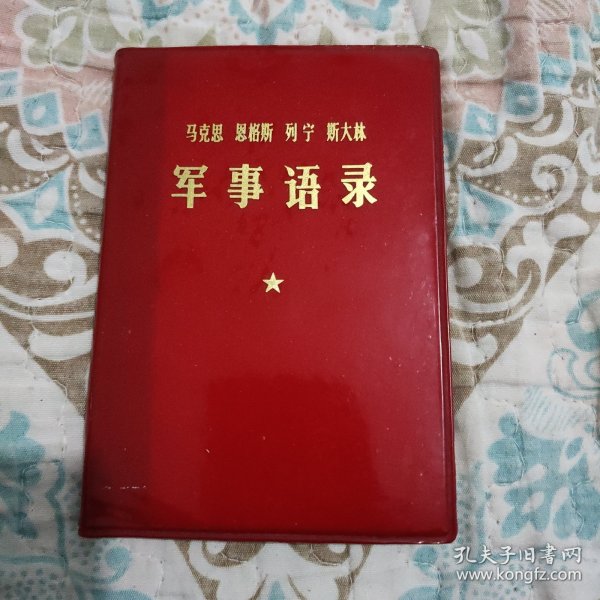 马克思 恩格斯 列宁 斯大林
军事语录
孔夫子旧书网
www.kongfz.com